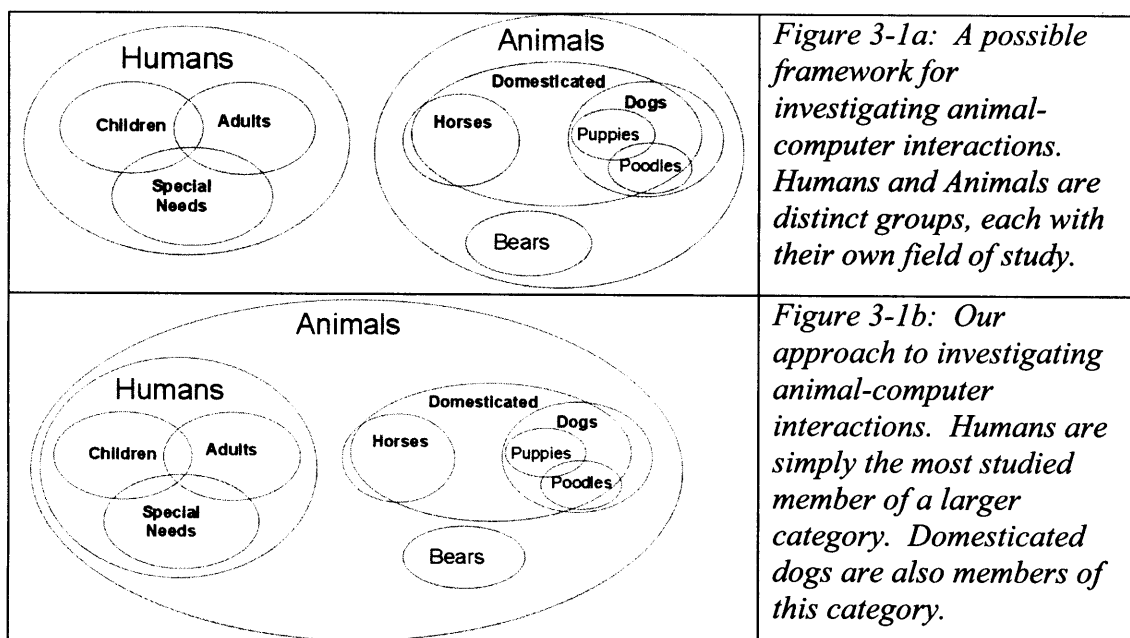 Humans
Children
Adults
Special
Needs
Animals
Domesticated
Horses
Dogs
Puppies
Poodles
Bears
Figure 3-1a: A possible
framework for
investigating animal-
computer interactions.
Humans and Animals are
distinct groups, each with
their own field of study.
Animals
Humans
Children
Adults
Special
Needs
Domesticated
Horses
Dogs
Puppies
Poodles
Bears
Figure 3-1b: Our
approach to investigating
animal-computer
interactions. Humans are
simply the most studied
member of a larger
category. Domesticated
dogs are also members of
this category.